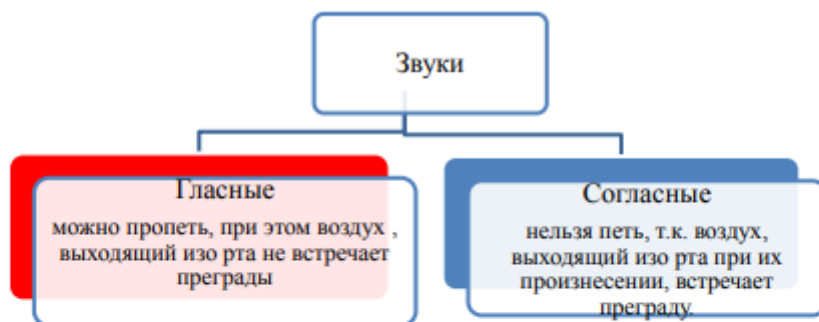 Звуки
Гласные
можно пропеть, при этом воздух ,
выходящий изо рта не встречает
преграды
Согласные
нельзя петь, т.к. воздух,
выходящий изо рта при их
произнесении, встречает
преграду.